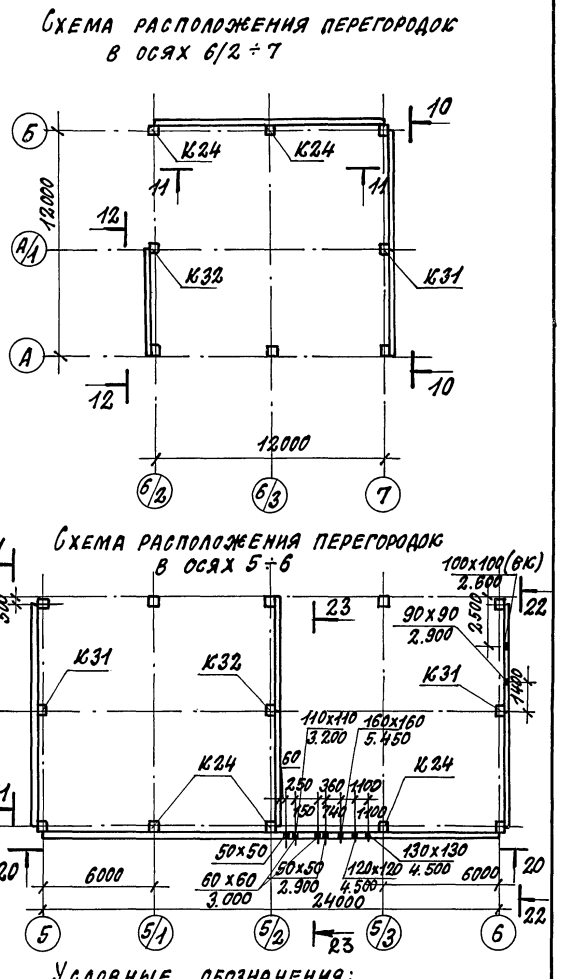 Схема расположения перегородок
в осях 6/2 ÷ 7
10
Б
К24 К24
11 11
12000
12
А/1
К32 К31
А
12 10
12000
6/2 6/3 7
Схема расположения перегородок
в осях 5÷6
100х100(вк)
2.600
22
500
23
90х90
2.900
2500
К31 К32 К31
1400
110х110
3.200
160х160
5.450
К24 60 К24
250 360 1100
1 150 740 1100
50х50
60х60
3.000
50х50
2.900
120х120
4.500
130х130
4.500
20 6000 6000 20
24000
22
5 5/1 5/2 23 5/3 6
Условные обозначения: